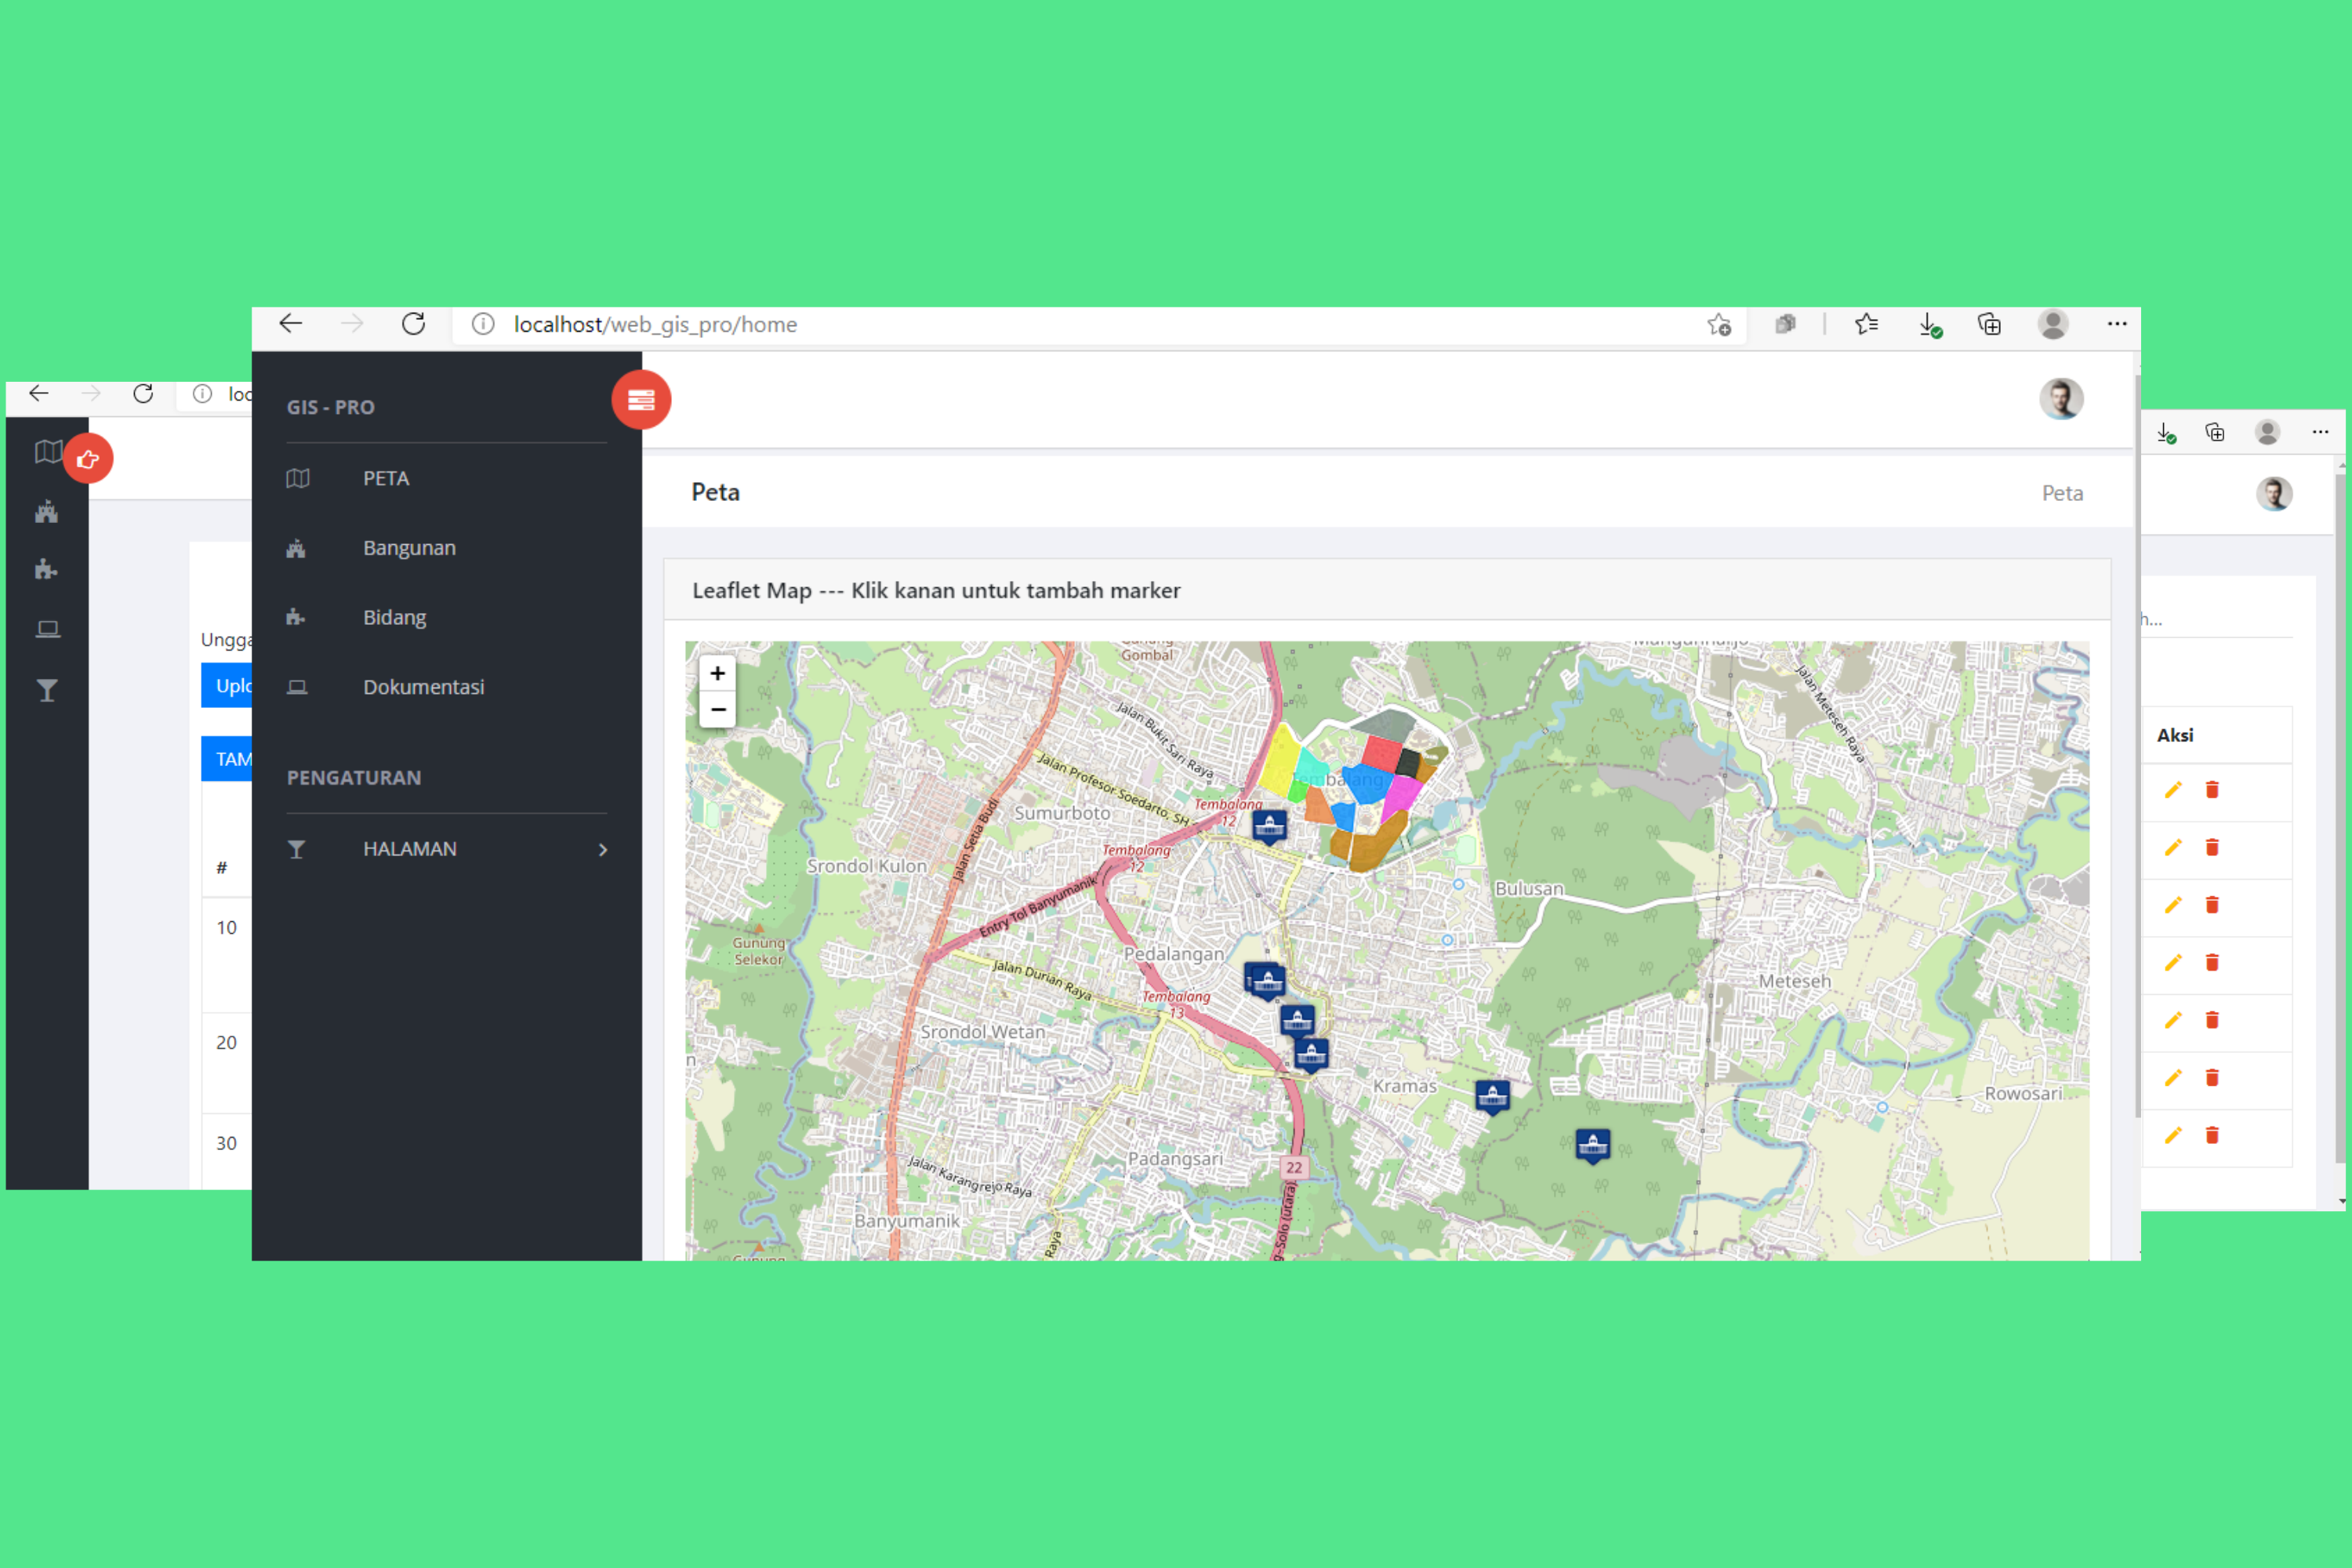 localhost/web_gis_pro/home
loc
GIS - PRO
PETA
Bangunan
Bidang
Dokumentasi
PENGATURAN
HALAMAN
Peta
Peta
Leaflet Map --- Klik kanan untuk tambah marker
+
−
Gombal
Jalan Bukit Sari Raya
Jalan Meteseh Raya
Jalan Profesor Soedarto, SH
Tembalang
Tembalang
12
Sumurboto
Jalan Setia Budi
Tembalang
12
Srondol Kulon
Entry Tol Banyumanik
Bulusan
Gunung
Selekor
Pedalangan
Jalan Durian Raya
Meteseh
Tembalang
13
Srondol Wetan
n
Kramas
Rowosari
Padangsari
22
Jalan Karangrejo Raya
Banyumanik
Raya
g-Solo (utara)
Ungga
Uplo
TAM
#
10
20
30
h...
Aksi